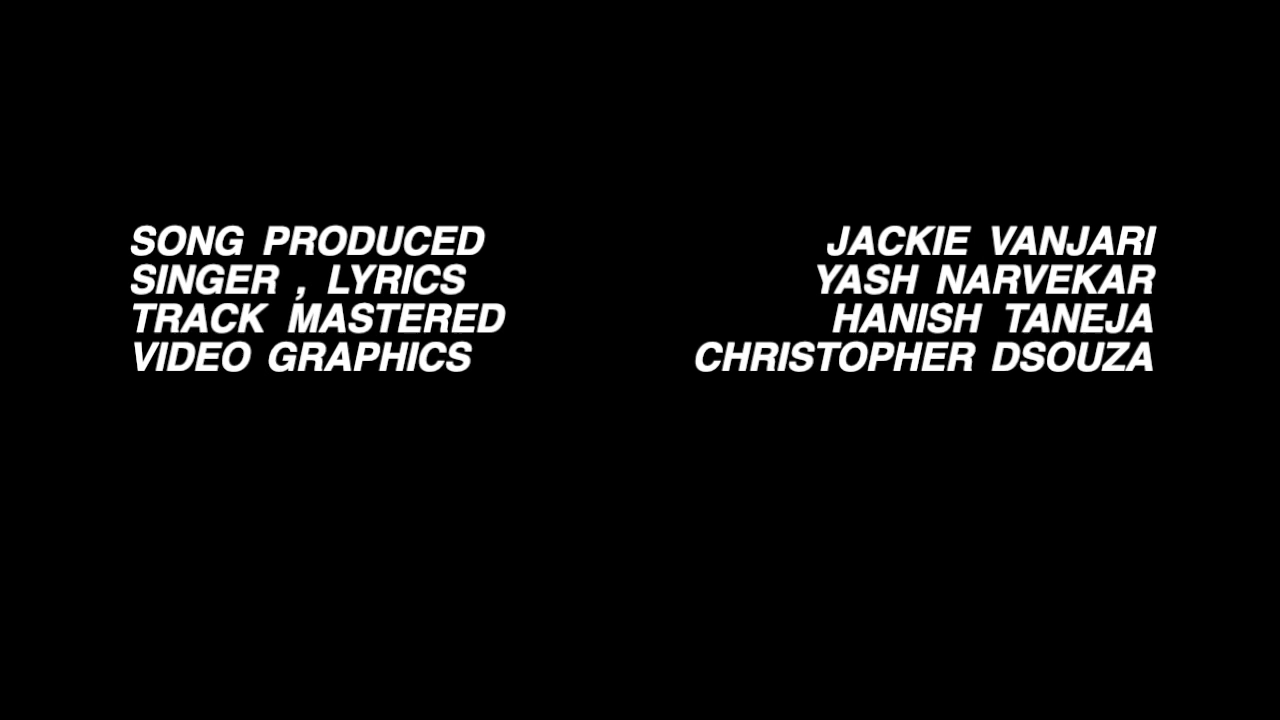 SONG PRODUCED JACKIE VANJARI
SINGER , LYRICS YASH NARVEKAR
TRACK MASTERED HANISH TANEJA
VIDEO GRAPHICS CHRISTOPHER DSOUZA